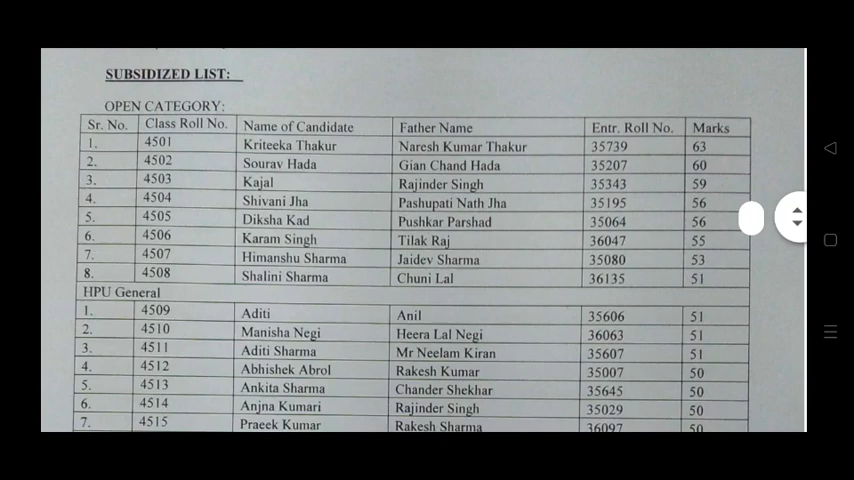 SUBSIDIZED LIST:
OPEN CATEGORY:
Sr. No. Class Roll No. Name of Candidate Father Name Entr. Roll No. Marks
1. 4501 Kriteeka Thakur Naresh Kumar Thakur 35739 63
2. 4502 Sourav Hada Gian Chand Hada 35207 60
3. 4503 Kajal Rajinder Singh 35343 59
4. 4504 Shivani Jha Pashupati Nath Jha 35195 56
5. 4505 Diksha Kad Pushkar Parshad 35064 56
6. 4506 Karam Singh Tilak Raj 36047 55
7. 4507 Himanshu Sharma Jaidev Sharma 35080 53
8. 4508 Shalini Sharma Chuni Lal 36135 51
HPU General
1. 4509 Aditi Anil 35606 51
2. 4510 Manisha Negi Heera Lal Negi 36063 51
3. 4511 Aditi Sharma Mr Neelam Kiran 35607 51
4. 4512 Abhishek Abrol Rakesh Kumar 35007 50
5. 4513 Ankita Sharma Chander Shekhar 35645 50
6. 4514 Anjna Kumari Rajinder Singh 35029 50
7. 4515 Praeek Kumar Rakesh Sharma 36097 50